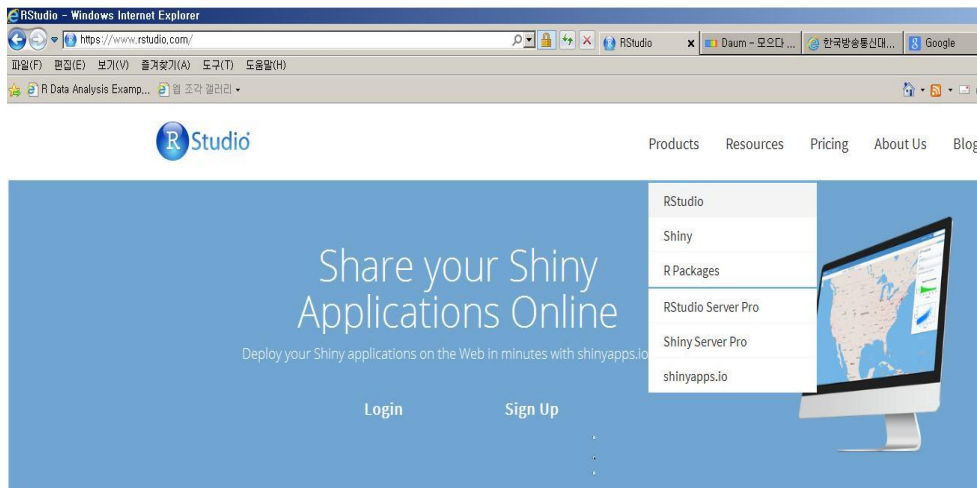 RStudio - Windows Internet Explorer
https://www.rstudio.com/
RStudio
Daum - 모으다 ...
한국방송통신대...
Google
파일(F) 편집(E) 보기(V) 즐겨찾기(A) 도구(T) 도움말(H)
R Data Analysis Examp... 웹 조각 갤러리
R Studio
Products Resources Pricing About Us Blog
RStudio
Shiny
R Packages
RStudio Server Pro
Shiny Server Pro
shinyapps.io
Share your Shiny
Applications Online
Deploy your Shiny applications on the Web in minutes with shinyapps.io
Login Sign Up